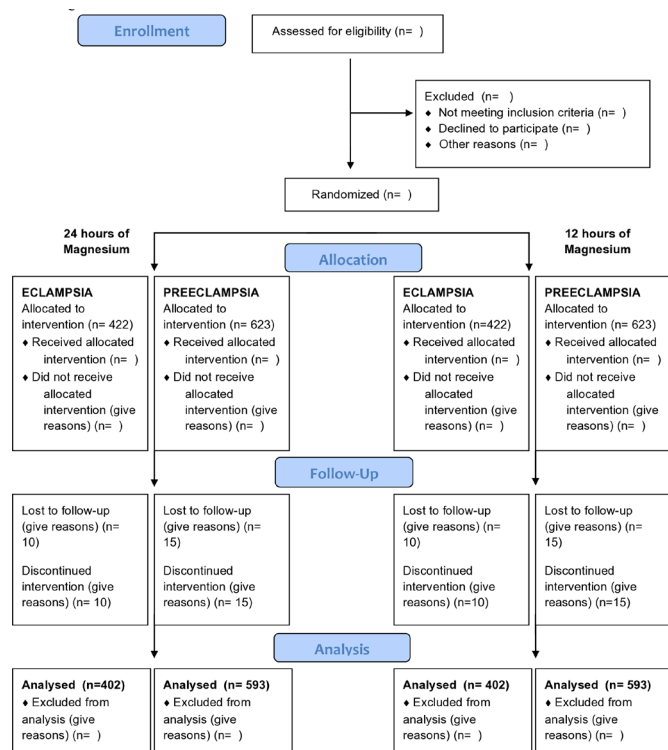 Enrollment
Assessed for eligibility (n=  )
Excluded  (n=   )
♦ Not meeting inclusion criteria (n=  )
♦ Declined to participate (n=  )
♦ Other reasons (n=  )
Randomized (n=  )
24 hours of
Magnesium
12 hours of
Magnesium
Allocation
ECLAMPSIA
Allocated to
intervention (n= 422)
♦ Received allocated
intervention (n=  )
♦ Did not receive
allocated
intervention (give
reasons) (n=  )
PREECLAMPSIA
Allocated to
intervention (n= 623)
♦ Received allocated
intervention (n=  )
♦ Did not receive
allocated
intervention (give
reasons) (n=  )
ECLAMPSIA
Allocated to
intervention (n=422)
♦ Received allocated
intervention (n=  )
♦ Did not receive
allocated
intervention (give
reasons) (n=  )
PREECLAMPSIA
Allocated to
intervention (n= 623)
♦ Received allocated
intervention (n=  )
♦ Did not receive
allocated
intervention (give
reasons) (n=  )
Follow-Up
Lost to follow-up
(give reasons) (n=
10)
Discontinued
intervention (give
reasons) (n= 10)
Lost to follow-up
(give reasons) (n=
15)
Discontinued
intervention (give
reasons) (n= 15)
Lost to follow-up
(give reasons) (n=
10)
Discontinued
intervention (give
reasons) (n=10)
Lost to follow-up
(give reasons) (n=
15)
Discontinued
intervention (give
reasons) (n=15)
Analysis
Analysed  (n=402)
♦ Excluded from
analysis (give
reasons) (n=  )
Analysed  (n= 593)
♦ Excluded from
analysis (give
reasons) (n=  )
Analysed  (n= 402)
♦ Excluded from
analysis (give
reasons) (n=  )
Analysed  (n= 593)
♦ Excluded from
analysis (give
reasons) (n=  )